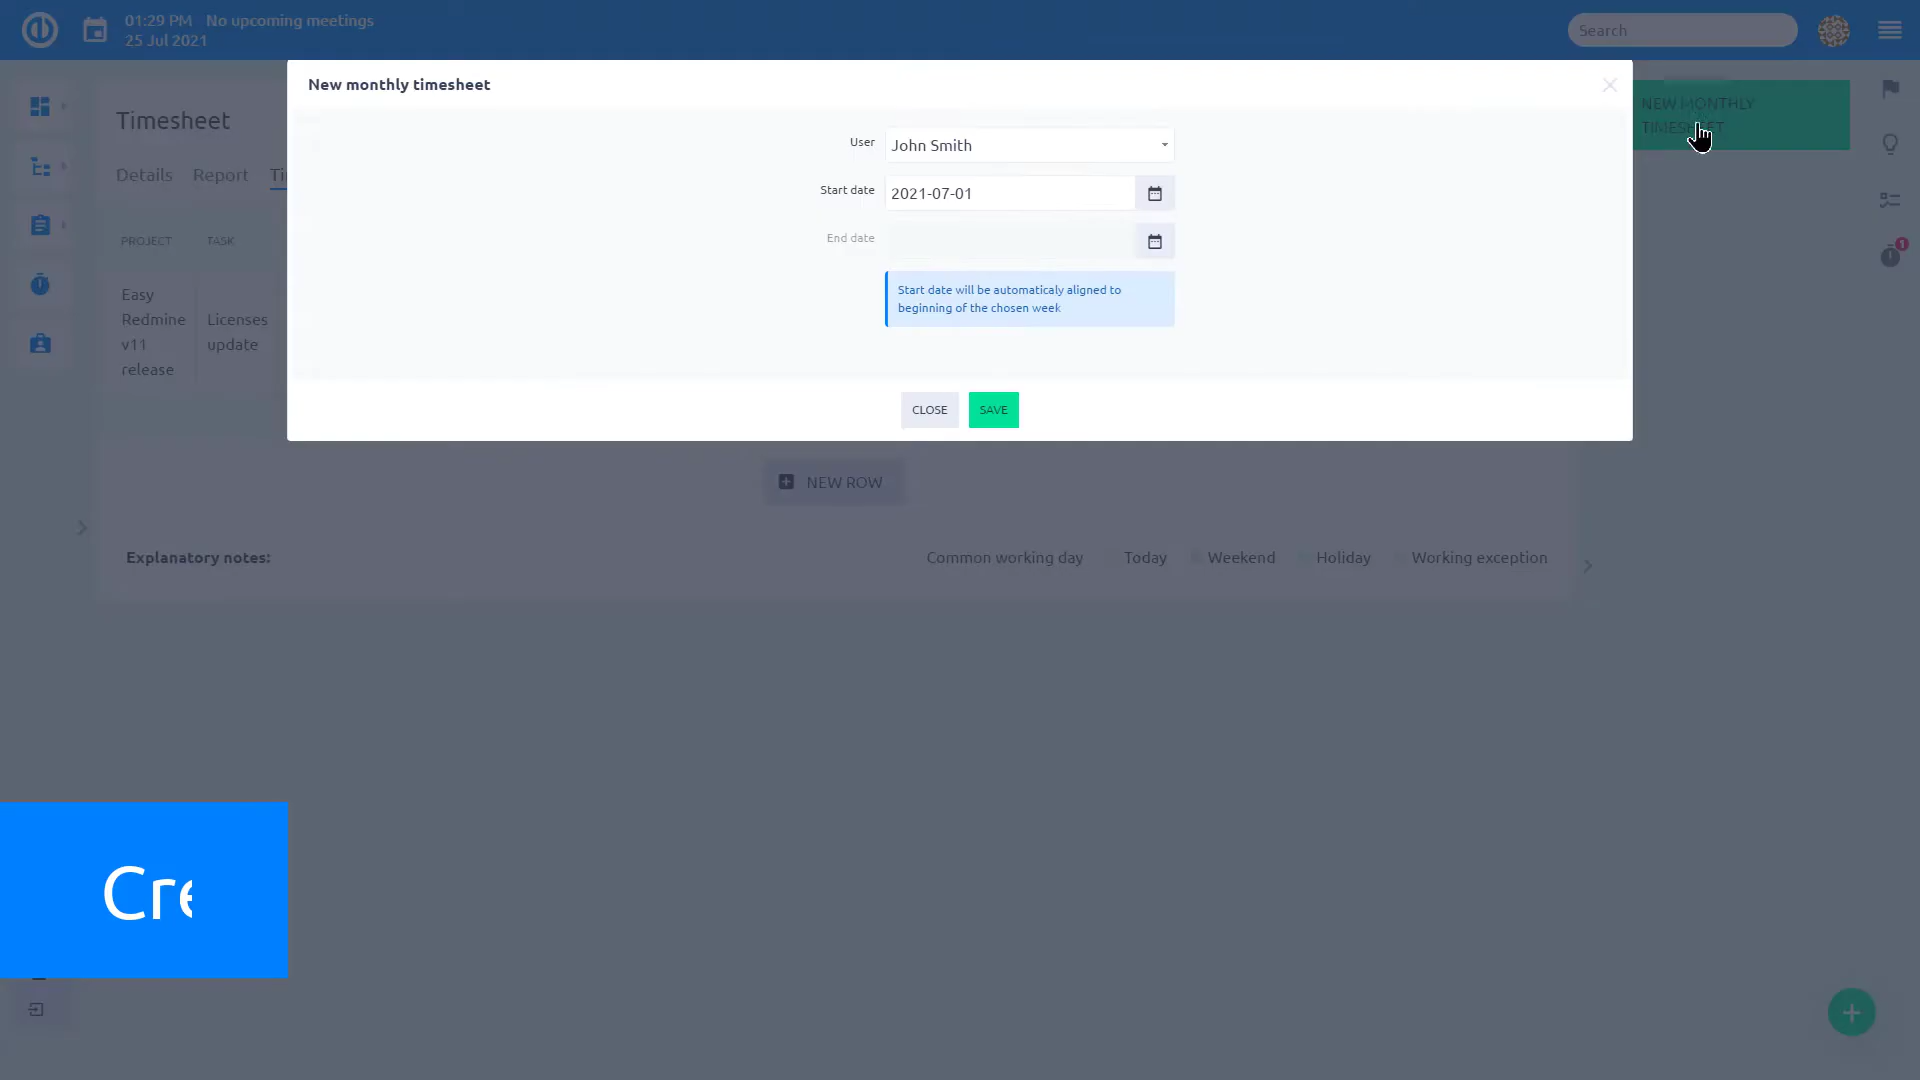 01:29 PM No upcoming meetings
25 Jul 2021
Search
New monthly timesheet
NEW MONTHLY
TIMESHEET
Timesheet
User
John Smith
Details Report
Start date
2021-07-01
End date
PROJECT TASK
Start date will be automaticaly aligned to
beginning of the chosen week
1
Easy
Redmine
v11
release
Licenses
update
CLOSE SAVE
NEW ROW
Explanatory notes:
Common working day Today Weekend Holiday Working exception
Cre